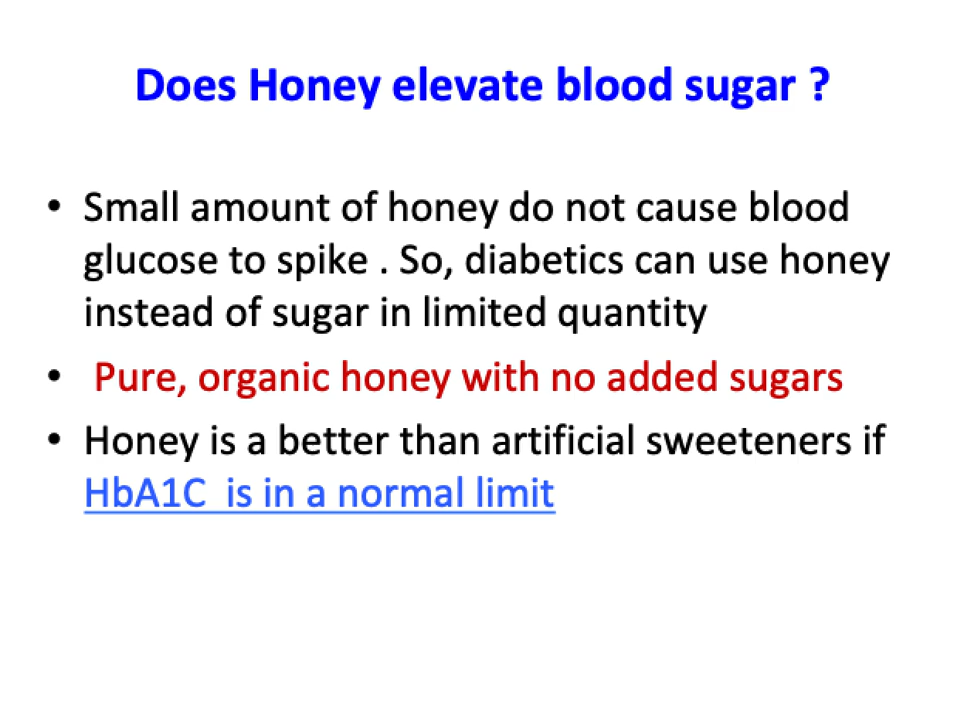 Does Honey elevate blood sugar ?
• Small amount of honey do not cause blood
glucose to spike . So, diabetics can use honey
instead of sugar in limited quantity
• Pure, organic honey with no added sugars
• Honey is a better than artificial sweeteners if
HbA1C is in a normal limit